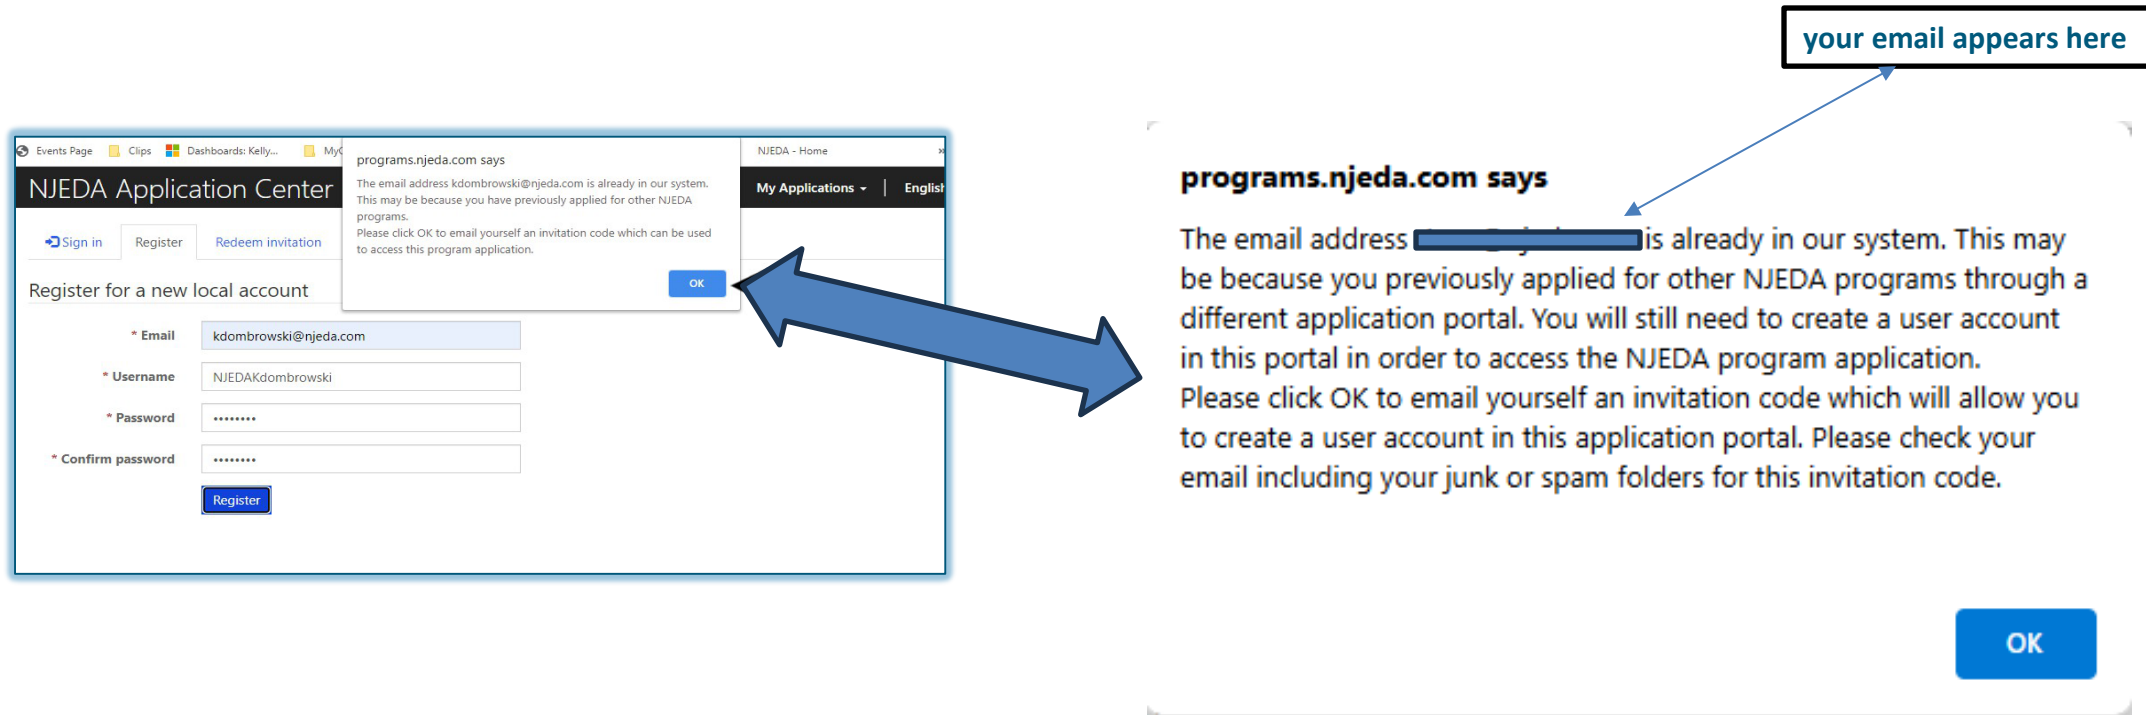 your email appears here
Events Page Clips Dashboards: Kelly... NJEDA - Home »
programs.njeda.com says
The email address kdombrowski@njeda.com is already in our system.
This may be because you have previously applied for other NJEDA
programs.
Please click OK to email yourself an invitation code which can be used
to access this program application.
OK
NJEDA Application Center My Applications | English
Sign in Register Redeem invitation
Register for a new local account
* Email kdombrowski@njeda.com
* Username NJEDAKdombrowski
* Password ••••••••
* Confirm password ••••••••
Register
programs.njeda.com says
The email address is already in our system. This may
be because you previously applied for other NJEDA programs through a
different application portal. You will still need to create a user account
in this portal in order to access the NJEDA program application.
Please click OK to email yourself an invitation code which will allow you
to create a user account in this application portal. Please check your
email including your junk or spam folders for this invitation code.
OK